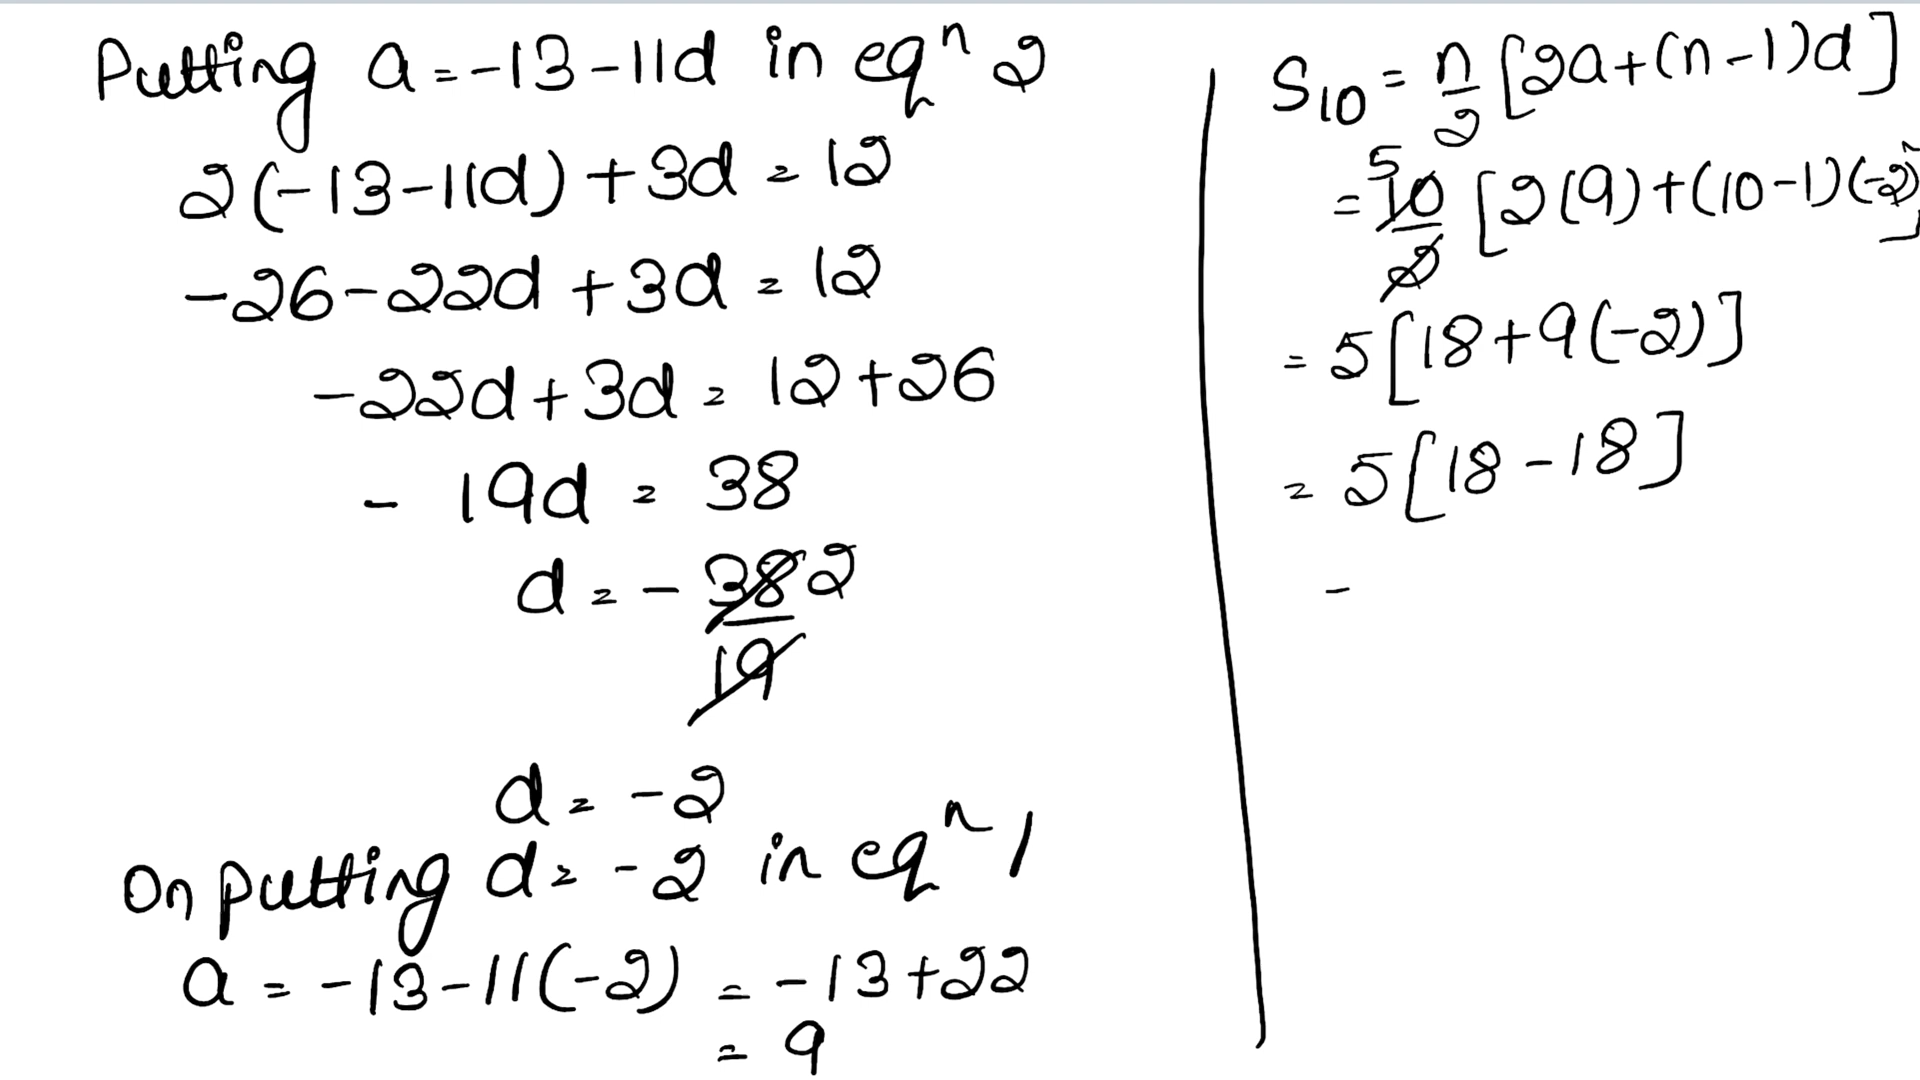 Putting a = -13-11d in eqⁿ 2
2(-13-11d)+3d = 12
-26-22d+3d = 12
-22d+3d = 12+26
- 19d = 38
d = - 38/19 2
d = -2
On putting d = -2 in eqⁿ 1
a = -13-11(-2) = -13+22
= 9
S₁₀ = n/2 [2a+(n-1)d]
= 5 10/2 [2(9)+(10-1)(-2)]
= 5[18+9(-2)]
= 5[18-18]
-